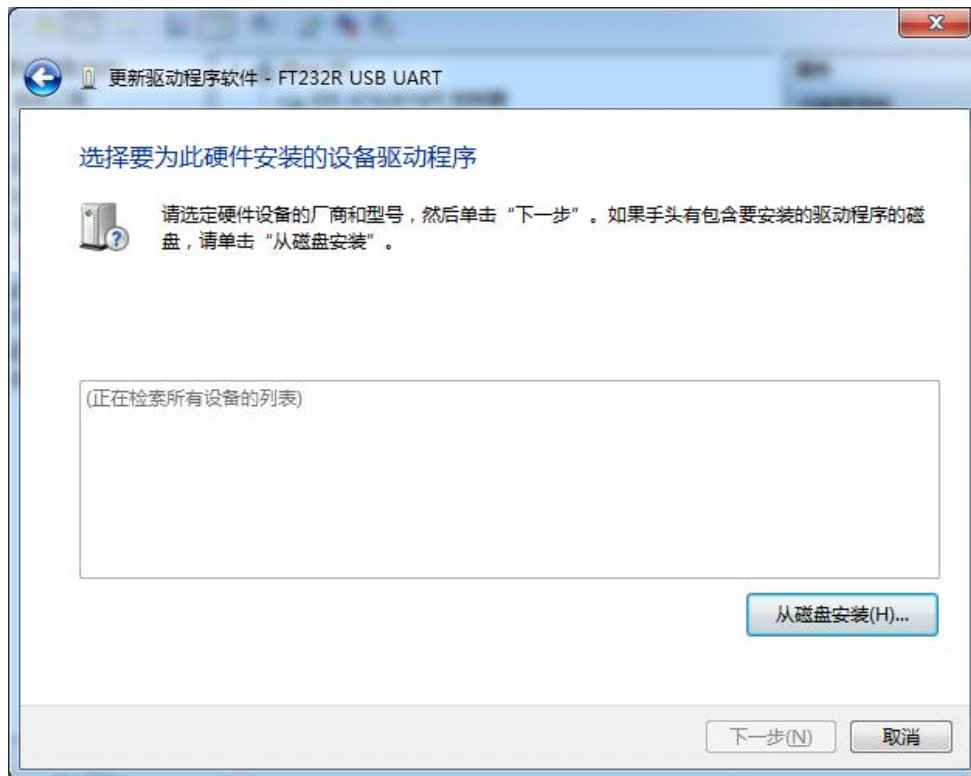 更新驱动程序软件 - FT232R USB UART
选择要为此硬件安装的设备驱动程序
请选定硬件设备的厂商和型号，然后单击“下一步”。如果手头有包含要安装的驱动程序的磁
盘，请单击“从磁盘安装”。
(正在检索所有设备的列表)
从磁盘安装(H)...
下一步(N)
取消